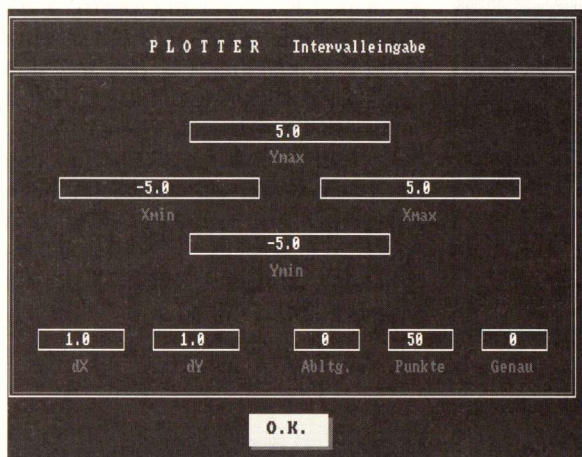 P L O T T E R Intervalleingabe
5.0
Ymax
-5.0 5.0
Xmin Xmax
-5.0
Ymin
1.0 1.0 0 50 0
dX dY Abltg. Punkte Genau
O.K.